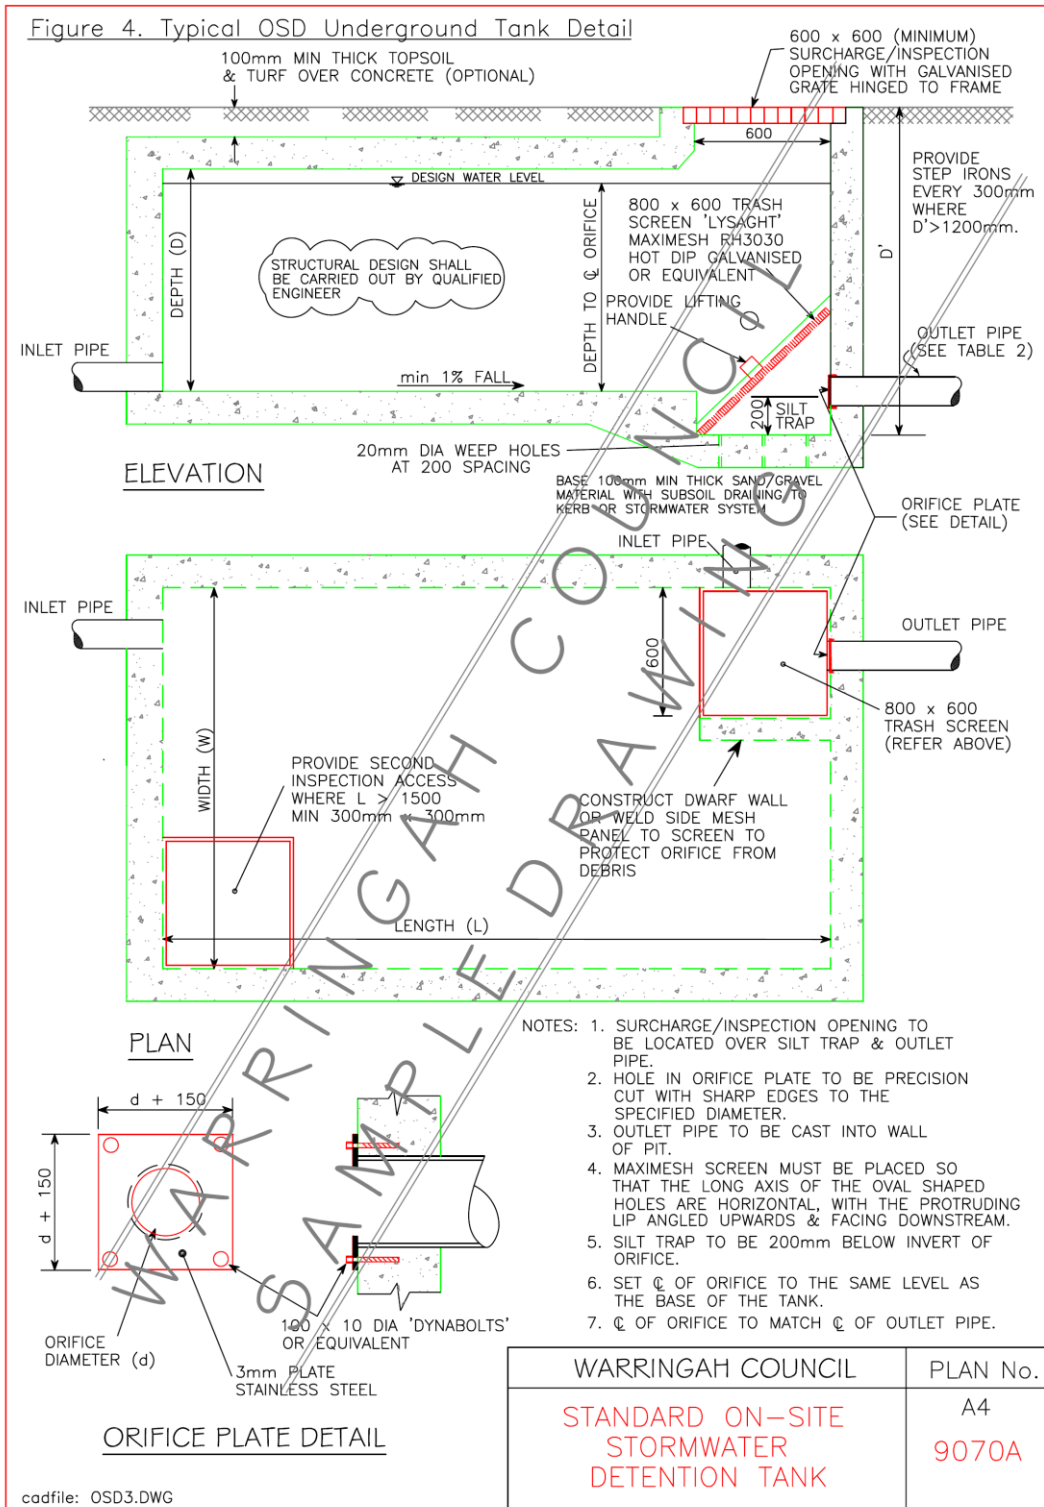 Figure 4. Typical OSD Underground Tank Detail
100mm MIN THICK TOPSOIL
& TURF OVER CONCRETE (OPTIONAL)
600 x 600 (MINIMUM)
SURCHARGE/INSPECTION
OPENING WITH GALVANISED
GRATE HINGED TO FRAME
600
DESIGN WATER LEVEL
PROVIDE
STEP IRONS
EVERY 300mm
WHERE
D'>1200mm.
800 x 600 TRASH
SCREEN 'LYSAGHT'
MAXIMESH RH3030
HOT DIP GALVANISED
OR EQUIVALENT
DEPTH (D)
STRUCTURAL DESIGN SHALL
BE CARRIED OUT BY QUALIFIED
ENGINEER
DEPTH TO ℄ ORIFICE
D'
PROVIDE LIFTING
HANDLE
INLET PIPE
OUTLET PIPE
(SEE TABLE 2)
min 1% FALL
200
SILT
TRAP
20mm DIA WEEP HOLES
AT 200 SPACING
ELEVATION
BASE 100mm MIN THICK SAND/GRAVEL
MATERIAL WITH SUBSOIL DRAINING TO
KERB OR STORMWATER SYSTEM
ORIFICE PLATE
(SEE DETAIL)
INLET PIPE
INLET PIPE
OUTLET PIPE
600
WIDTH (W)
800 x 600
TRASH SCREEN
(REFER ABOVE)
PROVIDE SECOND
INSPECTION ACCESS
WHERE L > 1500
MIN 300mm x 300mm
CONSTRUCT DWARF WALL
OR WELD SIDE MESH
PANEL TO SCREEN TO
PROTECT ORIFICE FROM
DEBRIS
LENGTH (L)
PLAN
WARRINGAH COUNCIL
SAMPLE DRAWING
NOTES: 1. SURCHARGE/INSPECTION OPENING TO
BE LOCATED OVER SILT TRAP & OUTLET
PIPE.
2. HOLE IN ORIFICE PLATE TO BE PRECISION
CUT WITH SHARP EDGES TO THE
SPECIFIED DIAMETER.
3. OUTLET PIPE TO BE CAST INTO WALL
OF PIT.
4. MAXIMESH SCREEN MUST BE PLACED SO
THAT THE LONG AXIS OF THE OVAL SHAPED
HOLES ARE HORIZONTAL, WITH THE PROTRUDING
LIP ANGLED UPWARDS & FACING DOWNSTREAM.
5. SILT TRAP TO BE 200mm BELOW INVERT OF
ORIFICE.
6. SET ℄ OF ORIFICE TO THE SAME LEVEL AS
THE BASE OF THE TANK.
7. ℄ OF ORIFICE TO MATCH ℄ OF OUTLET PIPE.
d + 150
d + 150
100 x 10 DIA 'DYNABOLTS'
OR EQUIVALENT
ORIFICE
DIAMETER (d)
3mm PLATE
STAINLESS STEEL
ORIFICE PLATE DETAIL
WARRINGAH COUNCIL
PLAN No.
STANDARD ON-SITE
STORMWATER
DETENTION TANK
A4
9070A
cadfile: OSD3.DWG